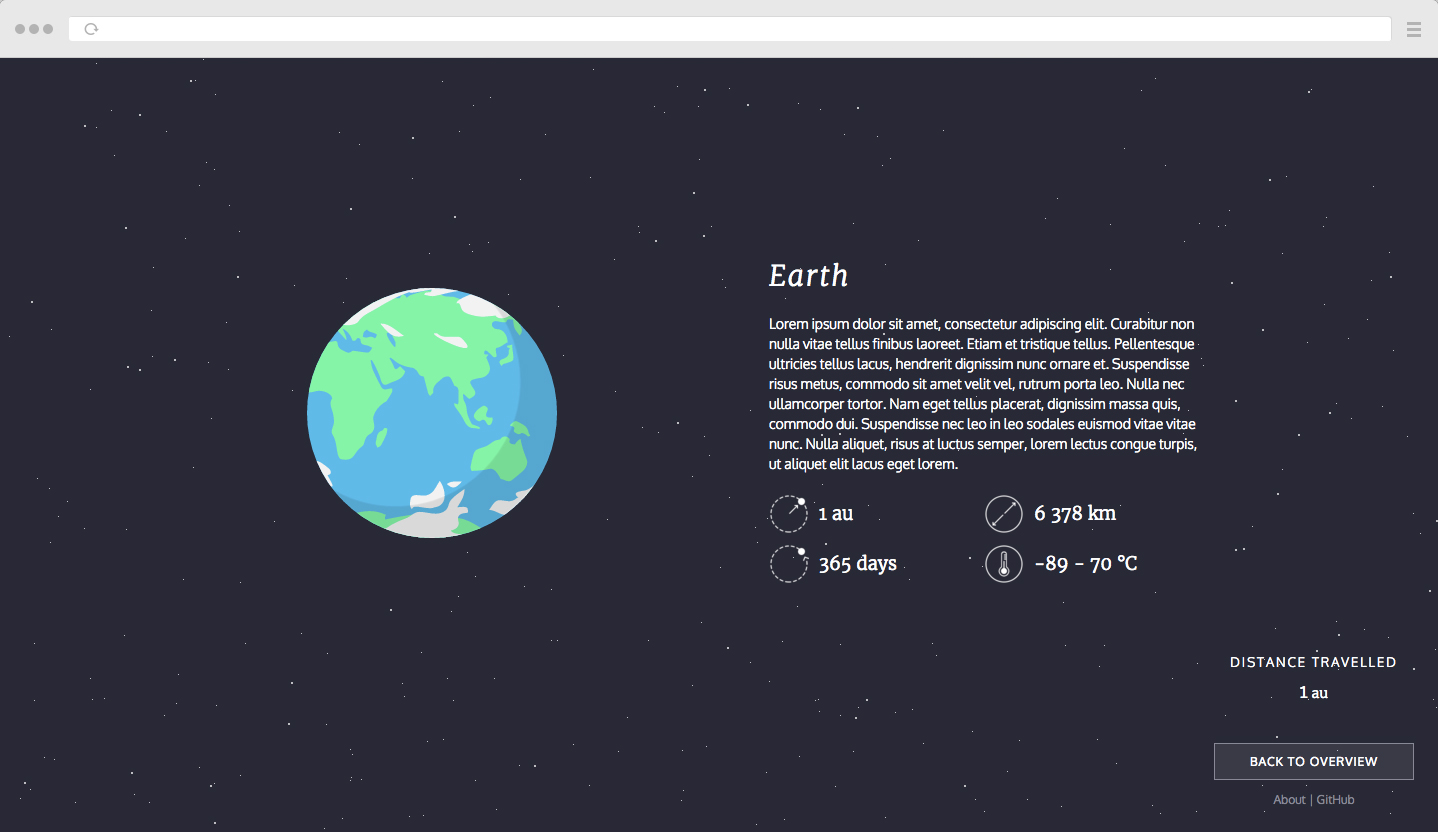 Earth
Lorem ipsum dolor sit amet, consectetur adipiscing elit. Curabitur non
nulla vitae tellus finibus laoreet. Etiam et tristique tellus. Pellentesque
ultricies tellus lacus, hendrerit dignissim nunc ornare et. Suspendisse
risus metus, commodo sit amet velit vel, rutrum porta leo. Nulla nec
ullamcorper tortor. Nam eget tellus placerat, dignissim massa quis,
commodo dui. Suspendisse nec leo in leo sodales euismod vitae vitae
nunc. Nulla aliquet, risus at luctus semper, lorem lectus congue turpis,
ut aliquet elit lacus eget lorem.
1 au
6 378 km
365 days
-89 – 70 °C
DISTANCE TRAVELLED
1 au
BACK TO OVERVIEW
About | GitHub